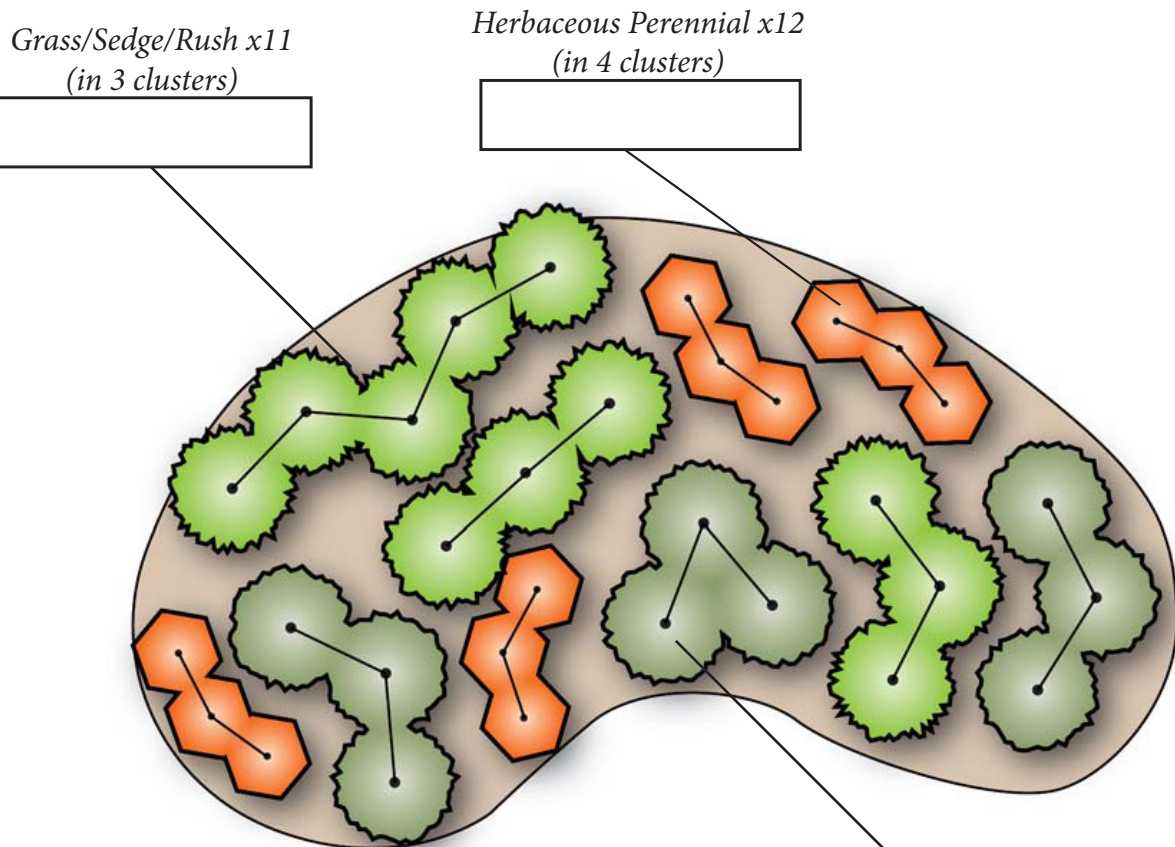 Grass/Sedge/Rush x11
(in 3 clusters)
Herbaceous Perennial x12
(in 4 clusters)